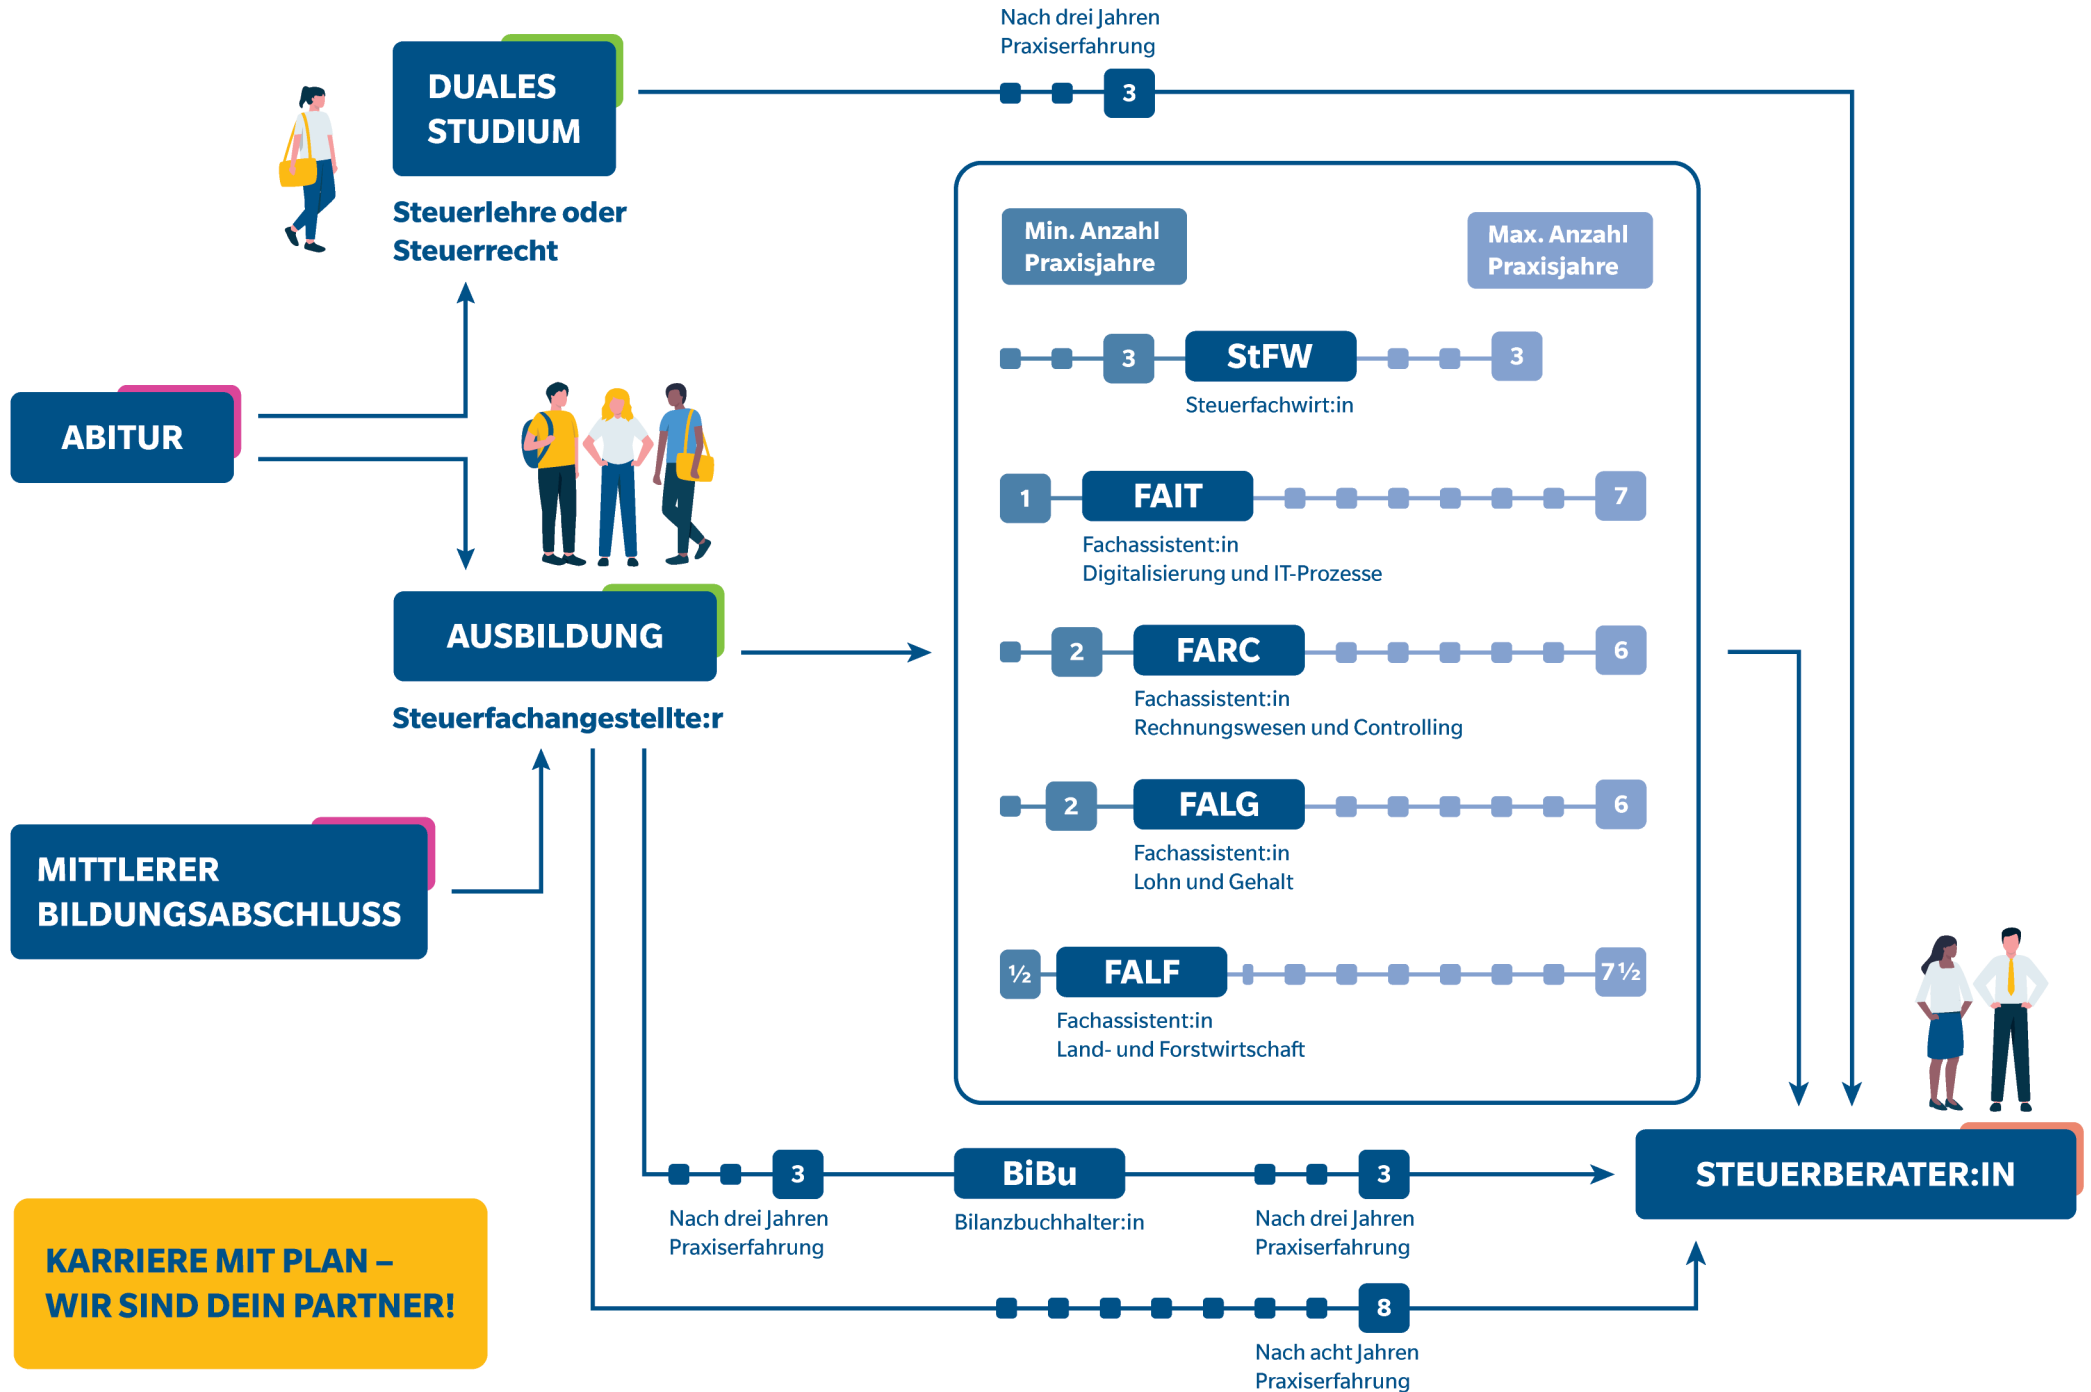 Nach drei Jahren
Praxiserfahrung
3
DUALES
STUDIUM
Steuerlehre oder
Steuerrecht
ABITUR
AUSBILDUNG
Steuerfachangestellte:r
MITTLERER
BILDUNGSABSCHLUSS
Min. Anzahl
Praxisjahre
Max. Anzahl
Praxisjahre
3 StFW 3
Steuerfachwirt:in
1 FAIT 7
Fachassistent:in
Digitalisierung und IT-Prozesse
2 FARC 6
Fachassistent:in
Rechnungswesen und Controlling
2 FALG 6
Fachassistent:in
Lohn und Gehalt
½ FALF 7½
Fachassistent:in
Land- und Forstwirtschaft
3 BiBu 3
Nach drei Jahren
Praxiserfahrung
Bilanzbuchhalter:in
Nach drei Jahren
Praxiserfahrung
STEUERBERATER:IN
8
Nach acht Jahren
Praxiserfahrung
KARRIERE MIT PLAN –
WIR SIND DEIN PARTNER!